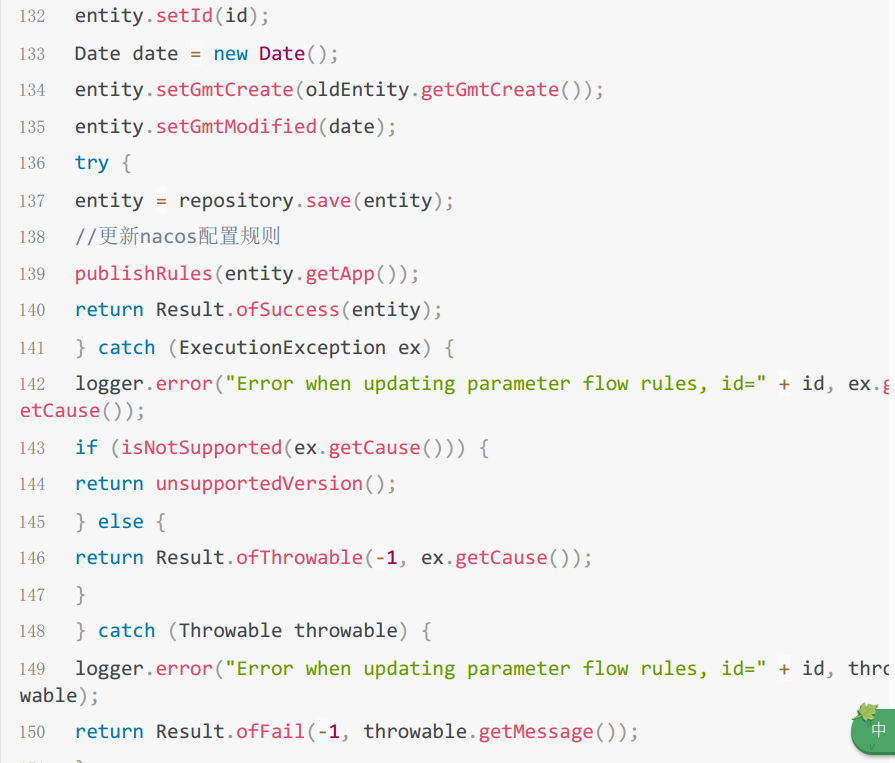 132 entity.setId(id);
133 Date date = new Date();
134 entity.setGmtCreate(oldEntity.getGmtCreate());
135 entity.setGmtModified(date);
136 try {
137 entity = repository.save(entity);
138 //更新nacos配置规则
139 publishRules(entity.getApp());
140 return Result.ofSuccess(entity);
141 } catch (ExecutionException ex) {
142 logger.error("Error when updating parameter flow rules, id=" + id, ex.g
etCause());
143 if (isNotSupported(ex.getCause())) {
144 return unsupportedVersion();
145 } else {
146 return Result.ofThrowable(-1, ex.getCause());
147 }
148 } catch (Throwable throwable) {
149 logger.error("Error when updating parameter flow rules, id=" + id, thro
wable);
150 return Result.ofFail(-1, throwable.getMessage());
中